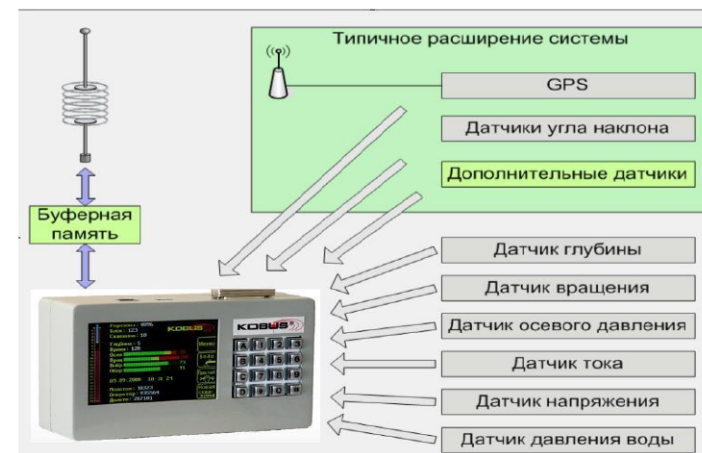 Типичное расширение системы
GPS
Датчики угла наклона
Дополнительные датчики
Буферная
память
Датчик глубины
Датчик вращения
Датчик осевого давления
Датчик тока
Датчик напряжения
Датчик давления воды
KOBUS
KOBUS
Меню